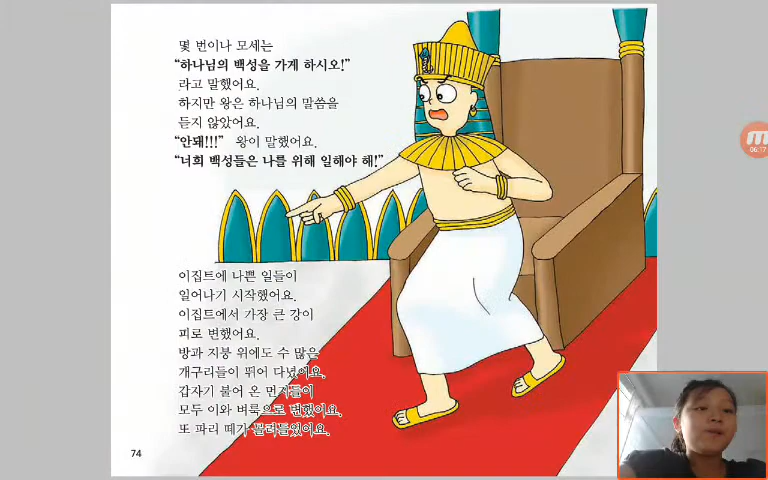 몇 번이나 모세는
“하나님의 백성을 가게 하시오!”
라고 말했어요.
하지만 왕은 하나님의 말씀을
듣지 않았어요.
“안돼!!!” 왕이 말했어요.
“너희 백성들은 나를 위해 일해야 해!”
이집트에 나쁜 일들이
일어나기 시작했어요.
이집트에서 가장 큰 강이
피로 변했어요.
방과 지붕 위에도 수 많은
개구리들이 뛰어 다녔어요.
갑자기 불어 온 먼지들이
모두 이와 벼룩으로 변했어요.
또 파리 떼가 몰려들었어요.
74
06:17